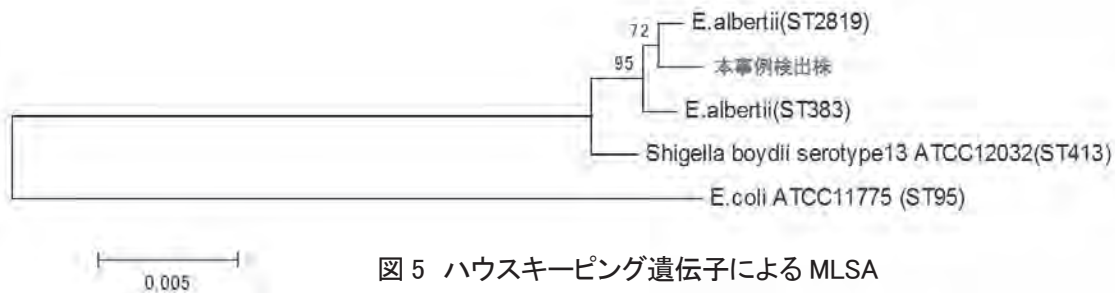 E.albertii(ST2819)
72
本事例検出株
95
E.albertii(ST383)
Shigella boydii serotype13 ATCC12032(ST413)
E.coli ATCC11775 (ST95)
0.005
図 5 ハウスキーピング遺伝子による MLSA